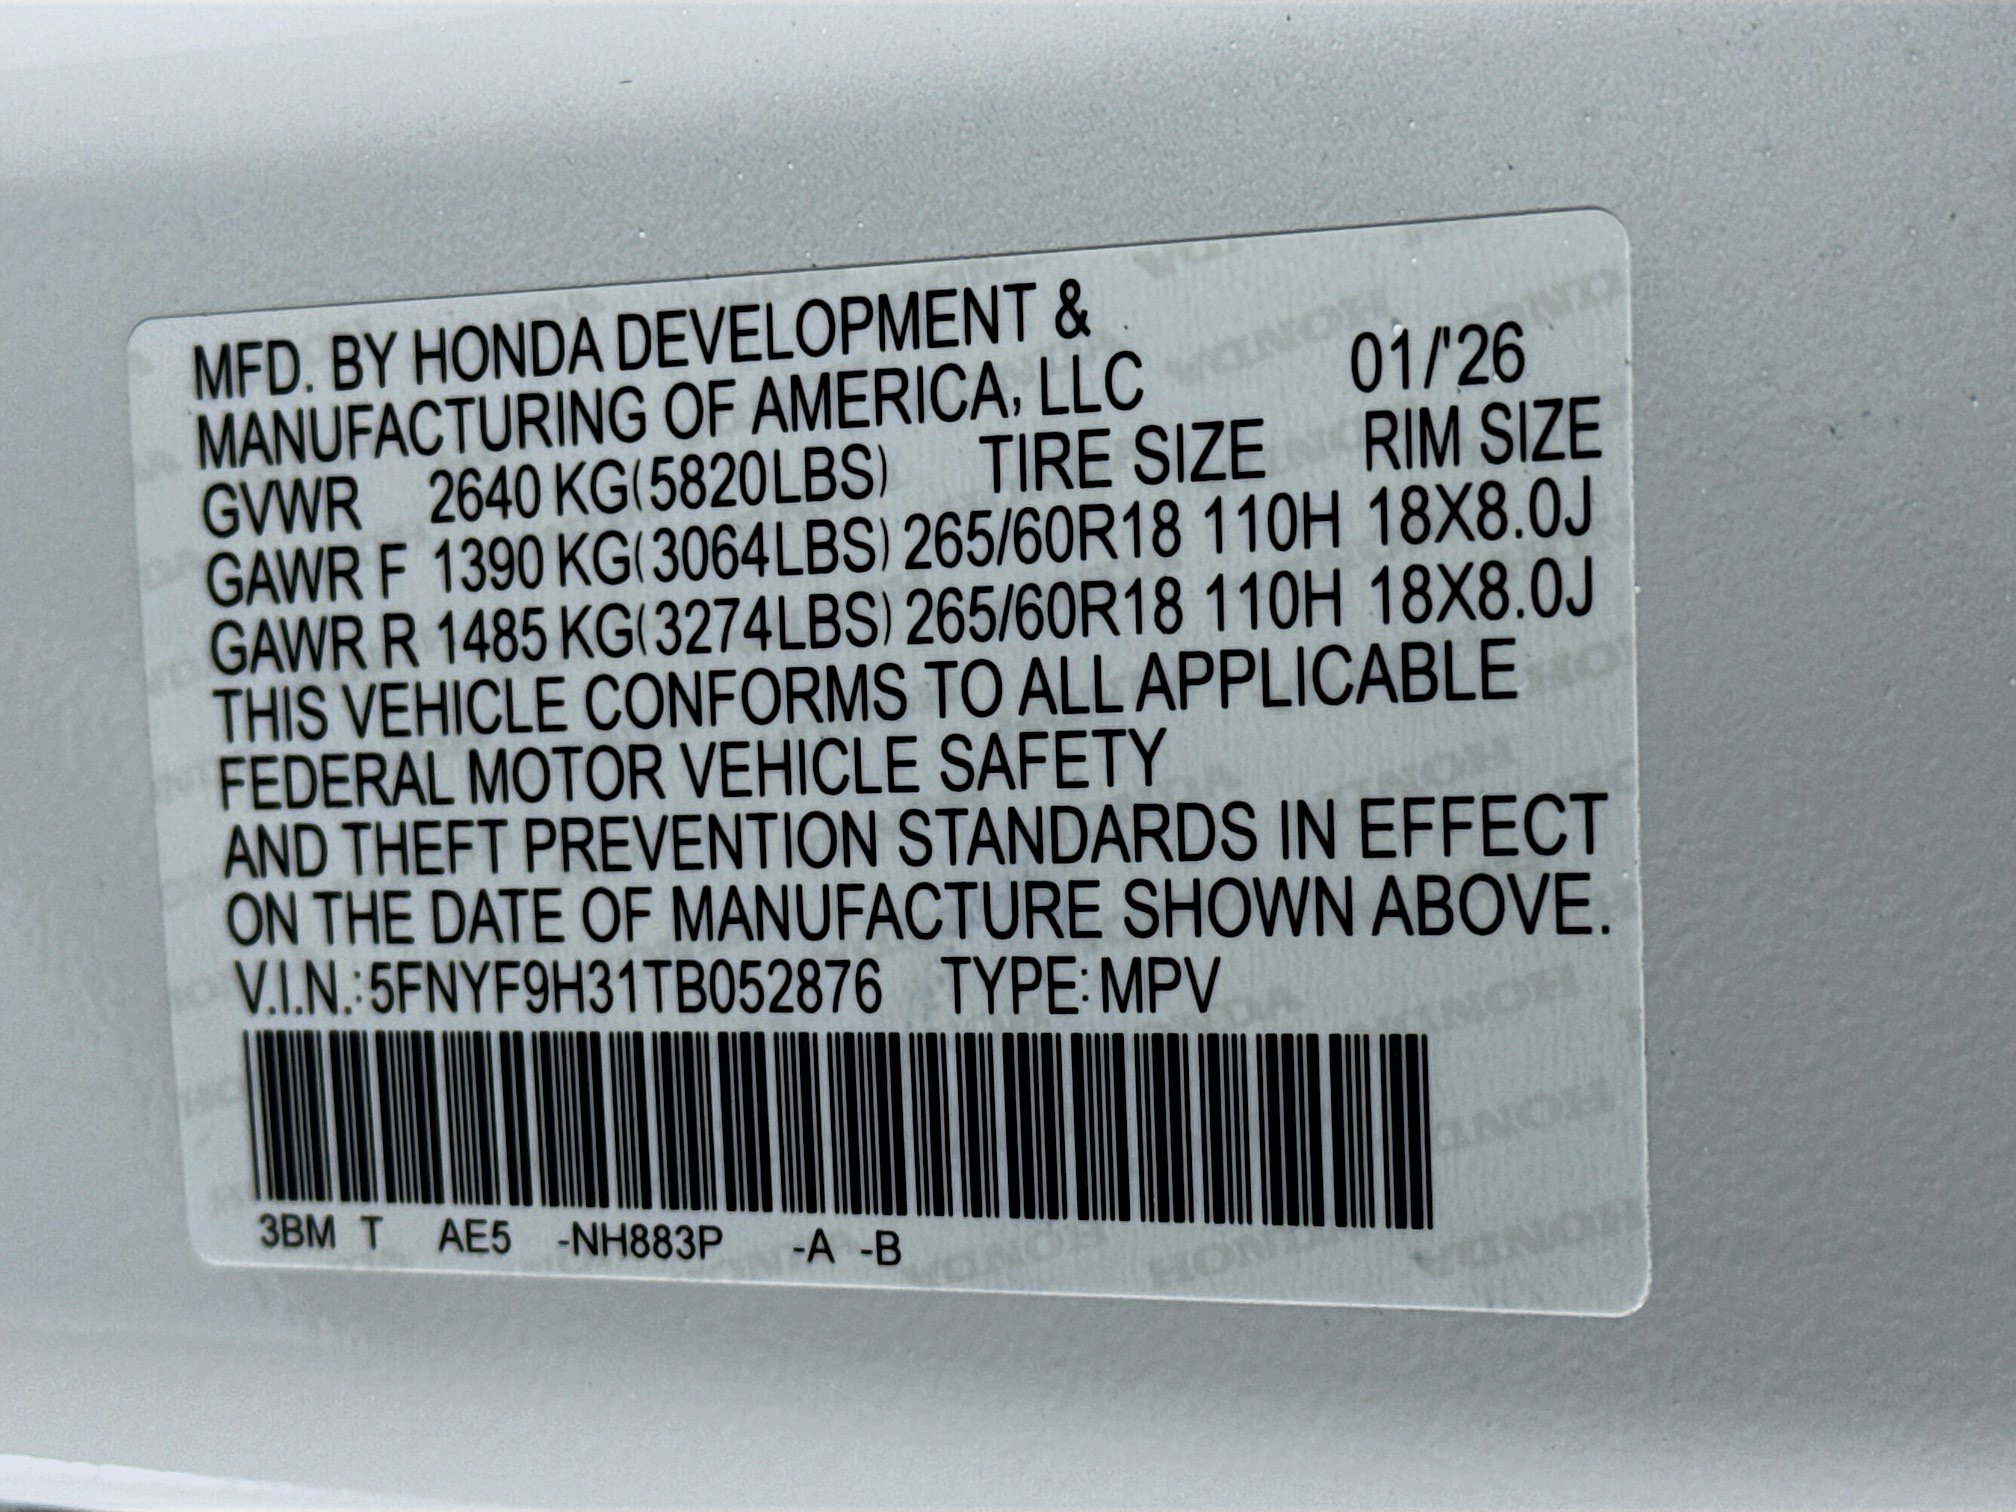 MFD. BY HONDA DEVELOPMENT &
MANUFACTURING OF AMERICA, LLC 01/'26
GVWR 2640 KG(5820LBS) TIRE SIZE RIM SIZE
GAWR F 1390 KG(3064LBS) 265/60R18 110H 18X8.0J
GAWR R 1485 KG(3274LBS) 265/60R18 110H 18X8.0J
THIS VEHICLE CONFORMS TO ALL APPLICABLE
FEDERAL MOTOR VEHICLE SAFETY
AND THEFT PREVENTION STANDARDS IN EFFECT
ON THE DATE OF MANUFACTURE SHOWN ABOVE.
V.I.N.:5FNYF9H31TB052876 TYPE:MPV
3BM T AE5 -NH883P -A -B